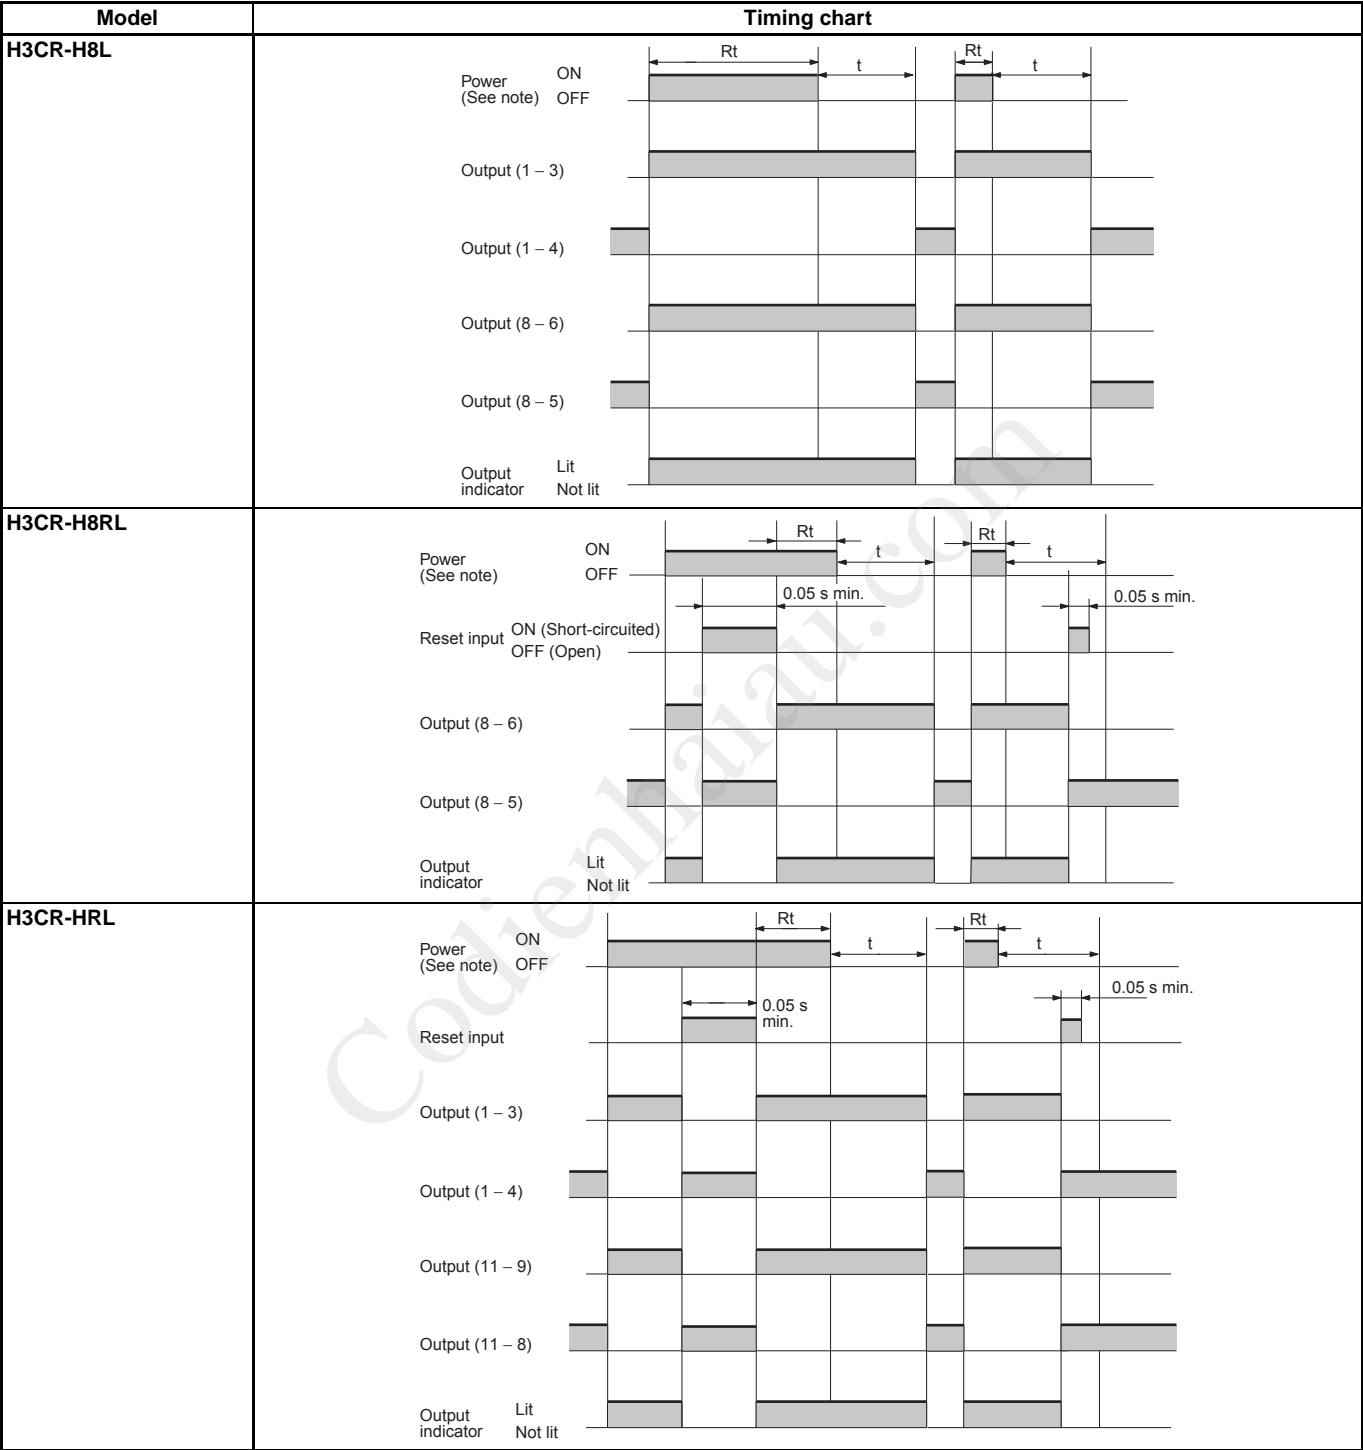 Model Timing chart
H3CR-H8L
Rt t Rt t
Power ON
(See note) OFF
Output (1 – 3)
Output (1 – 4)
Output (8 – 6)
Output (8 – 5)
Output Lit
indicator Not lit
H3CR-H8RL
Rt t Rt t
Power ON
(See note) OFF
0.05 s min. 0.05 s min.
Reset input ON (Short-circuited)
OFF (Open)
Output (8 – 6)
Output (8 – 5)
Output Lit
indicator Not lit
H3CR-HRL
Rt t Rt t
Power ON
(See note) OFF
0.05 s min.
0.05 s
min.
Reset input
Output (1 – 3)
Output (1 – 4)
Output (11 – 9)
Output (11 – 8)
Output Lit
indicator Not lit
Codienhaiau.com